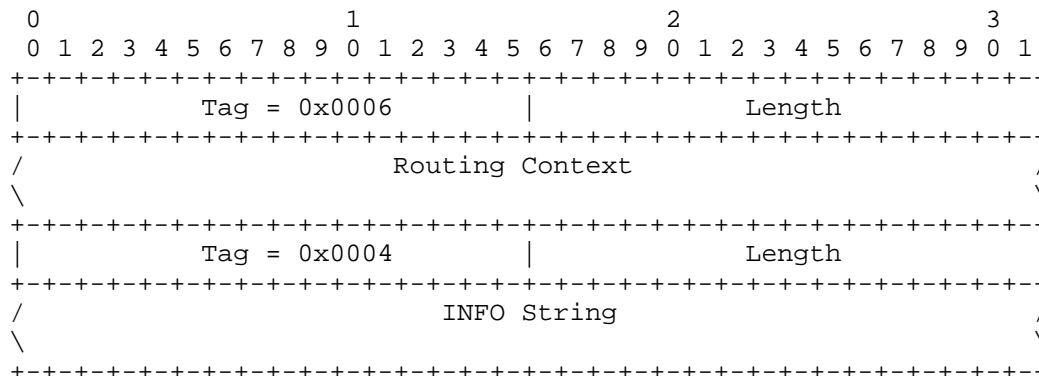 0                   1                   2                   3
 0 1 2 3 4 5 6 7 8 9 0 1 2 3 4 5 6 7 8 9 0 1 2 3 4 5 6 7 8 9 0 1
+-+-+-+-+-+-+-+-+-+-+-+-+-+-+-+-+-+-+-+-+-+-+-+-+-+-+-+-+-+-+-+--
|           Tag = 0x0006        |             Length
+-+-+-+-+-+-+-+-+-+-+-+-+-+-+-+-+-+-+-+-+-+-+-+-+-+-+-+-+-+-+-+--
/                       Routing Context                         /
\                                                               \
+-+-+-+-+-+-+-+-+-+-+-+-+-+-+-+-+-+-+-+-+-+-+-+-+-+-+-+-+-+-+-+--
|           Tag = 0x0004        |             Length
+-+-+-+-+-+-+-+-+-+-+-+-+-+-+-+-+-+-+-+-+-+-+-+-+-+-+-+-+-+-+-+--
/                          INFO String                          /
\                                                               \
+-+-+-+-+-+-+-+-+-+-+-+-+-+-+-+-+-+-+-+-+-+-+-+-+-+-+-+-+-+-+-+--